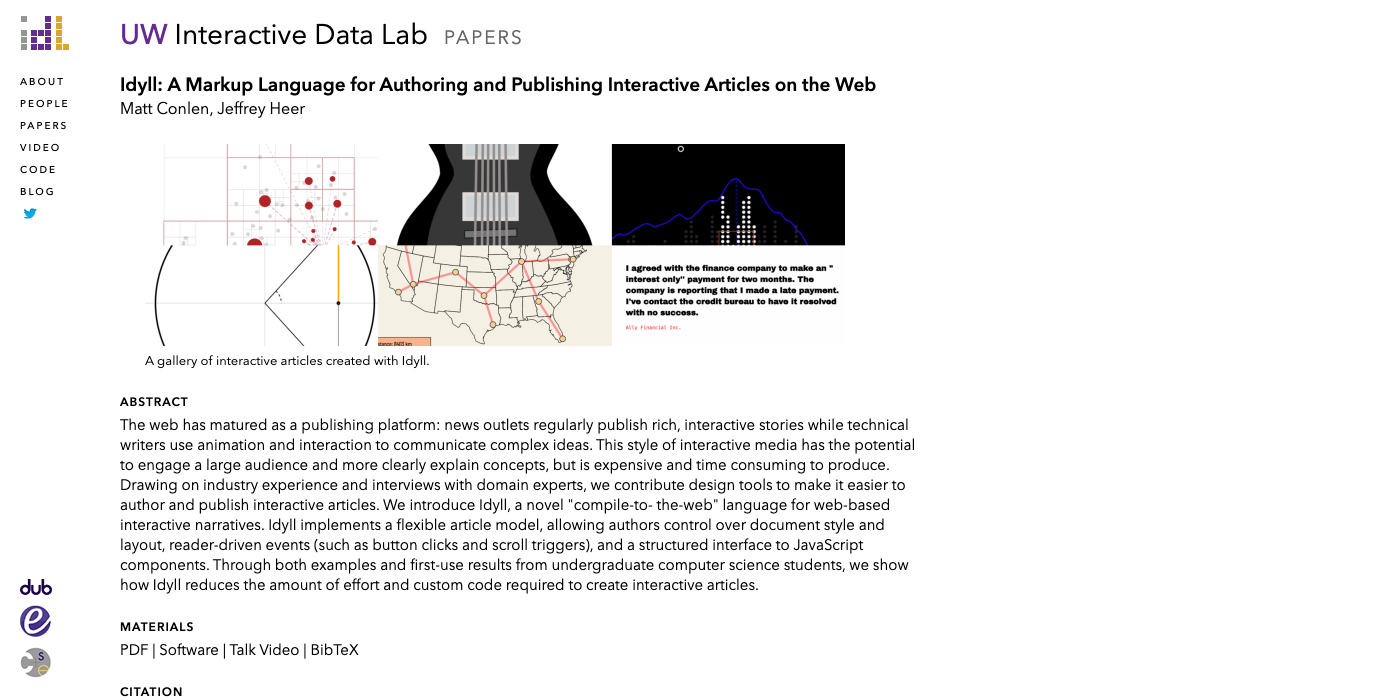 UW Interactive Data Lab PAPERS
ABOUT
PEOPLE
PAPERS
VIDEO
CODE
BLOG
Idyll: A Markup Language for Authoring and Publishing Interactive Articles on the Web
Matt Conlen, Jeffrey Heer
I agreed with the finance company to make an "
interest only" payment for two months. The
company is reporting that I made a late payment.
I've contact the credit bureau to have it resolved
with no success.
Ally Financial Inc.
A gallery of interactive articles created with Idyll.
ABSTRACT
The web has matured as a publishing platform: news outlets regularly publish rich, interactive stories while technical
writers use animation and interaction to communicate complex ideas. This style of interactive media has the potential
to engage a large audience and more clearly explain concepts, but is expensive and time consuming to produce.
Drawing on industry experience and interviews with domain experts, we contribute design tools to make it easier to
author and publish interactive articles. We introduce Idyll, a novel "compile-to- the-web" language for web-based
interactive narratives. Idyll implements a flexible article model, allowing authors control over document style and
layout, reader-driven events (such as button clicks and scroll triggers), and a structured interface to JavaScript
components. Through both examples and first-use results from undergraduate computer science students, we show
how Idyll reduces the amount of effort and custom code required to create interactive articles.
MATERIALS
PDF | Software | Talk Video | BibTeX
CITATION
dub